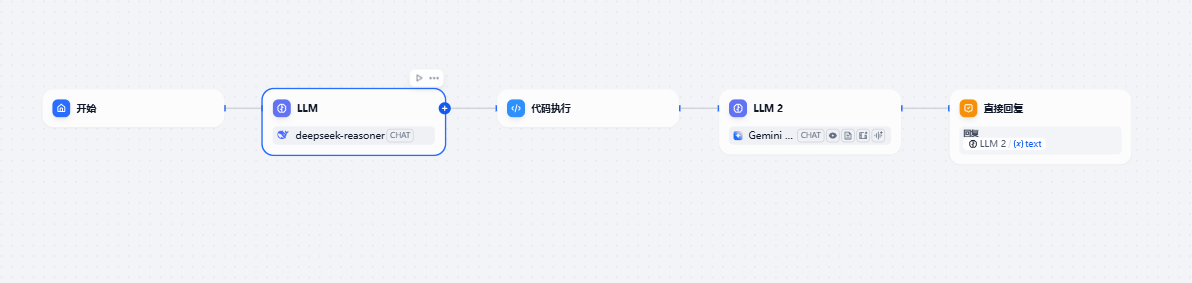 开始
LLM
deepseek-reasoner CHAT
代码执行
LLM 2
Gemini ... CHAT
直接回复
回复
LLM 2 / {x} text